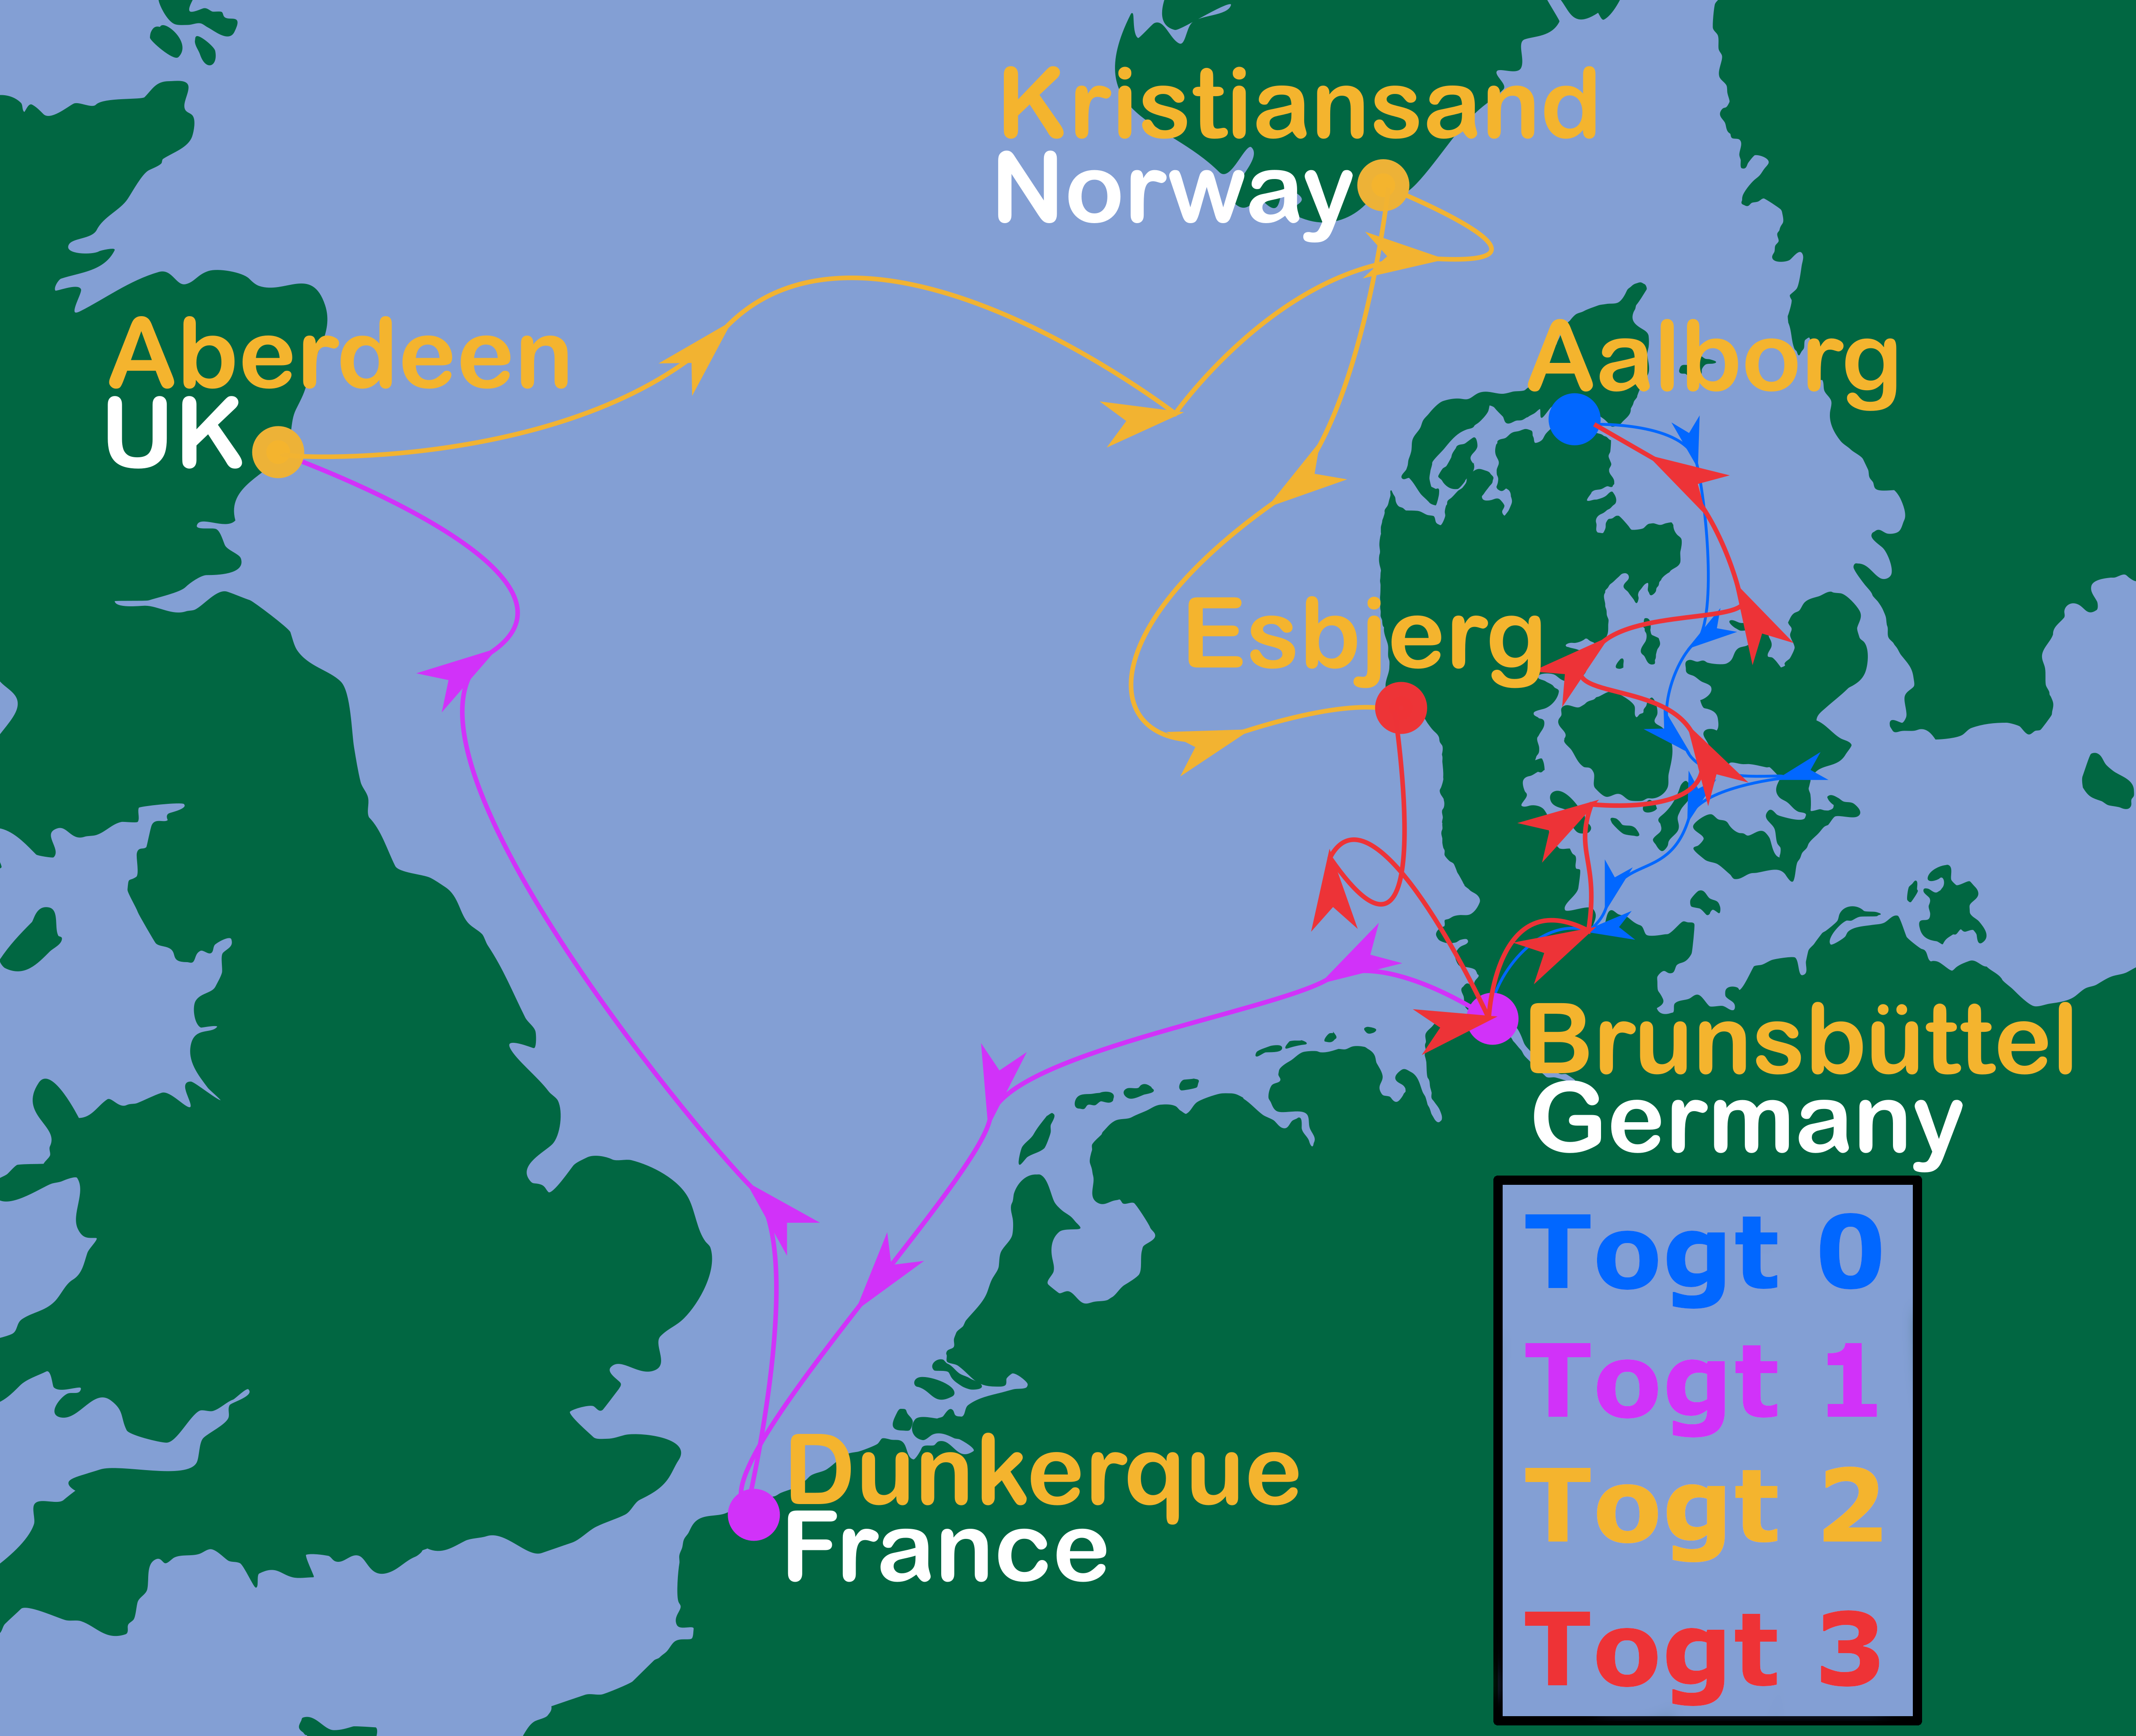 Kristiansand
Norway
Aberdeen
UK
Aalborg
Esbjerg
Brunsbüttel
Germany
Dunkerque
France
Togt 0
Togt 1
Togt 2
Togt 3